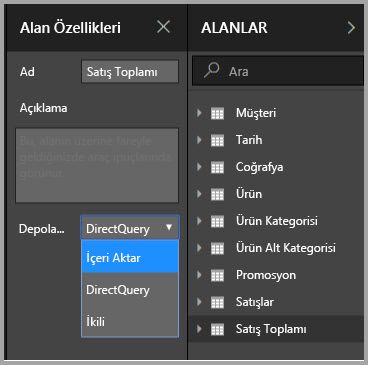 Alan Özellikleri
Ad
Satış Toplamı
Açıklama
Bu, alanın üzerine fareyle
geldiğinizde araç ipuçlarında
görünür.
Depola...
DirectQuery
İçeri Aktar
DirectQuery
İkili
ALANLAR
Ara
Müşteri
Tarih
Coğrafya
Ürün
Ürün Kategorisi
Ürün Alt Kategorisi
Promosyon
Satışlar
Satış Toplamı